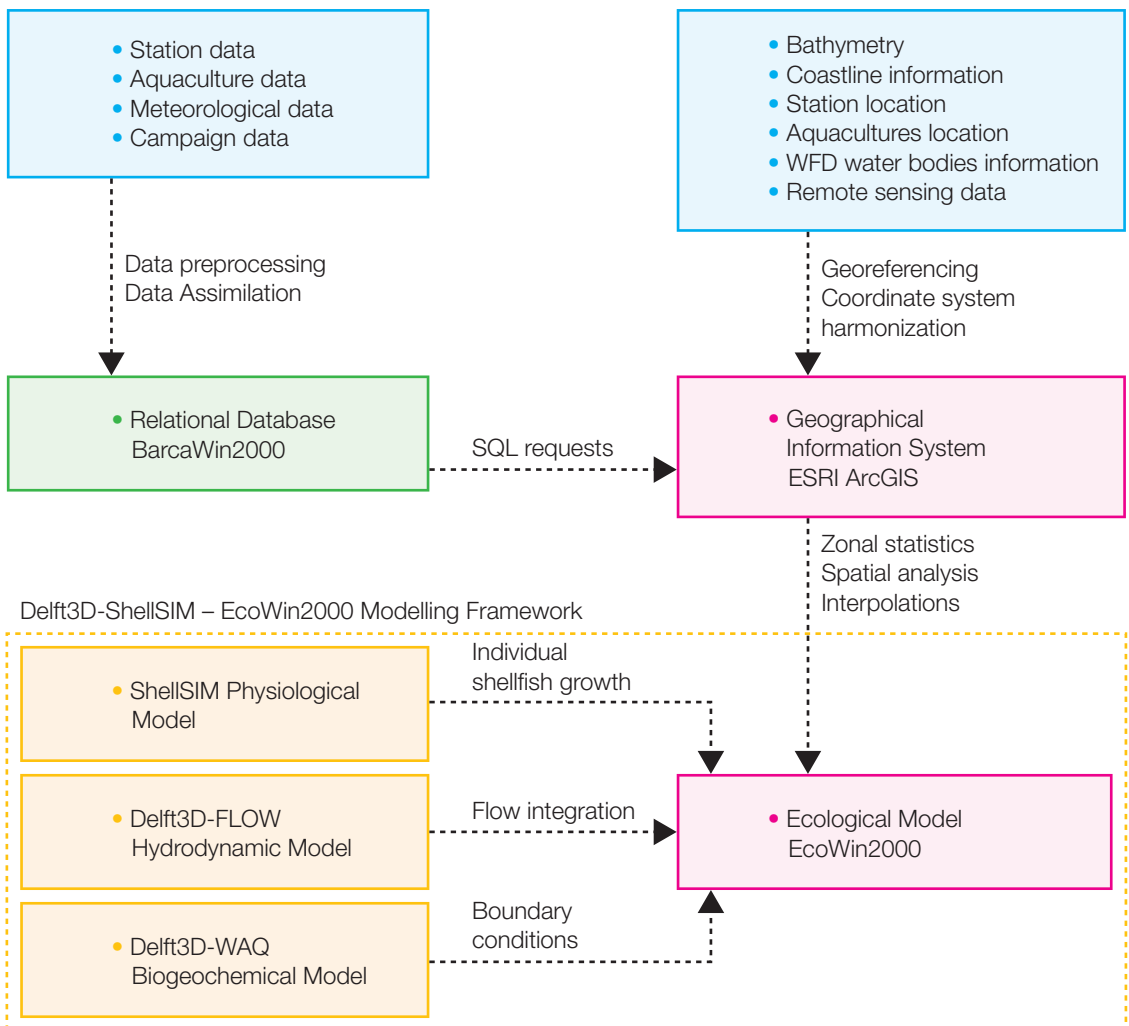 • Station data
• Aquaculture data
• Meteorological data
• Campaign data
• Bathymetry
• Coastline information
• Station location
• Aquacultures location
• WFD water bodies information
• Remote sensing data
Data preprocessing
Data Assimilation
Georeferencing
Coordinate system
harmonization
• Relational Database
BarcaWin2000
SQL requests
• Geographical
Information System
ESRI ArcGIS
Zonal statistics
Spatial analysis
Interpolations
Delft3D-ShellSIM – EcoWin2000 Modelling Framework
• ShellSIM Physiological
Model
Individual
shellfish growth
• Delft3D-FLOW
Hydrodynamic Model
Flow integration
• Ecological Model
EcoWin2000
• Delft3D-WAQ
Biogeochemical Model
Boundary
conditions